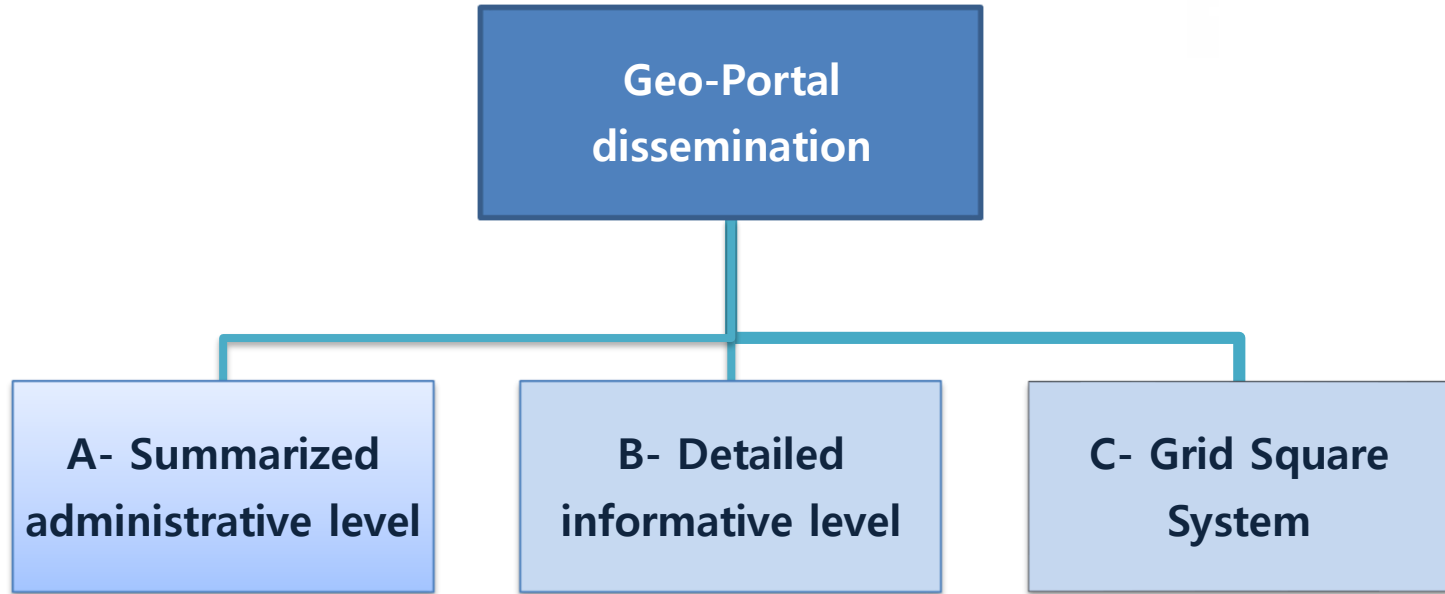 Geo-Portal
dissemination
A- Summarized
administrative level
B- Detailed
informative level
C- Grid Square
System